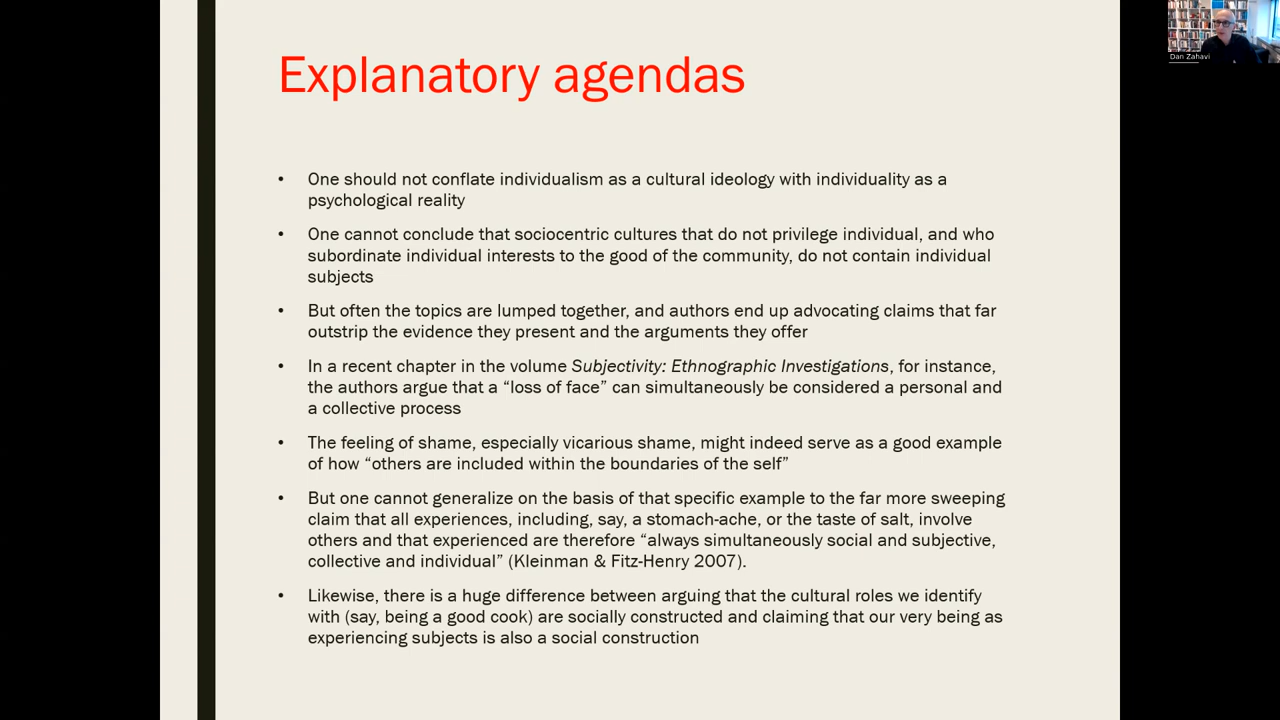 Explanatory agendas
Dan Zahavi
• One should not conflate individualism as a cultural ideology with individuality as a
psychological reality
• One cannot conclude that sociocentric cultures that do not privilege individual, and who
subordinate individual interests to the good of the community, do not contain individual
subjects
• But often the topics are lumped together, and authors end up advocating claims that far
outstrip the evidence they present and the arguments they offer
• In a recent chapter in the volume Subjectivity: Ethnographic Investigations, for instance,
the authors argue that a “loss of face” can simultaneously be considered a personal and
a collective process
• The feeling of shame, especially vicarious shame, might indeed serve as a good example
of how “others are included within the boundaries of the self”
• But one cannot generalize on the basis of that specific example to the far more sweeping
claim that all experiences, including, say, a stomach-ache, or the taste of salt, involve
others and that experienced are therefore “always simultaneously social and subjective,
collective and individual” (Kleinman & Fitz-Henry 2007).
• Likewise, there is a huge difference between arguing that the cultural roles we identify
with (say, being a good cook) are socially constructed and claiming that our very being as
experiencing subjects is also a social construction